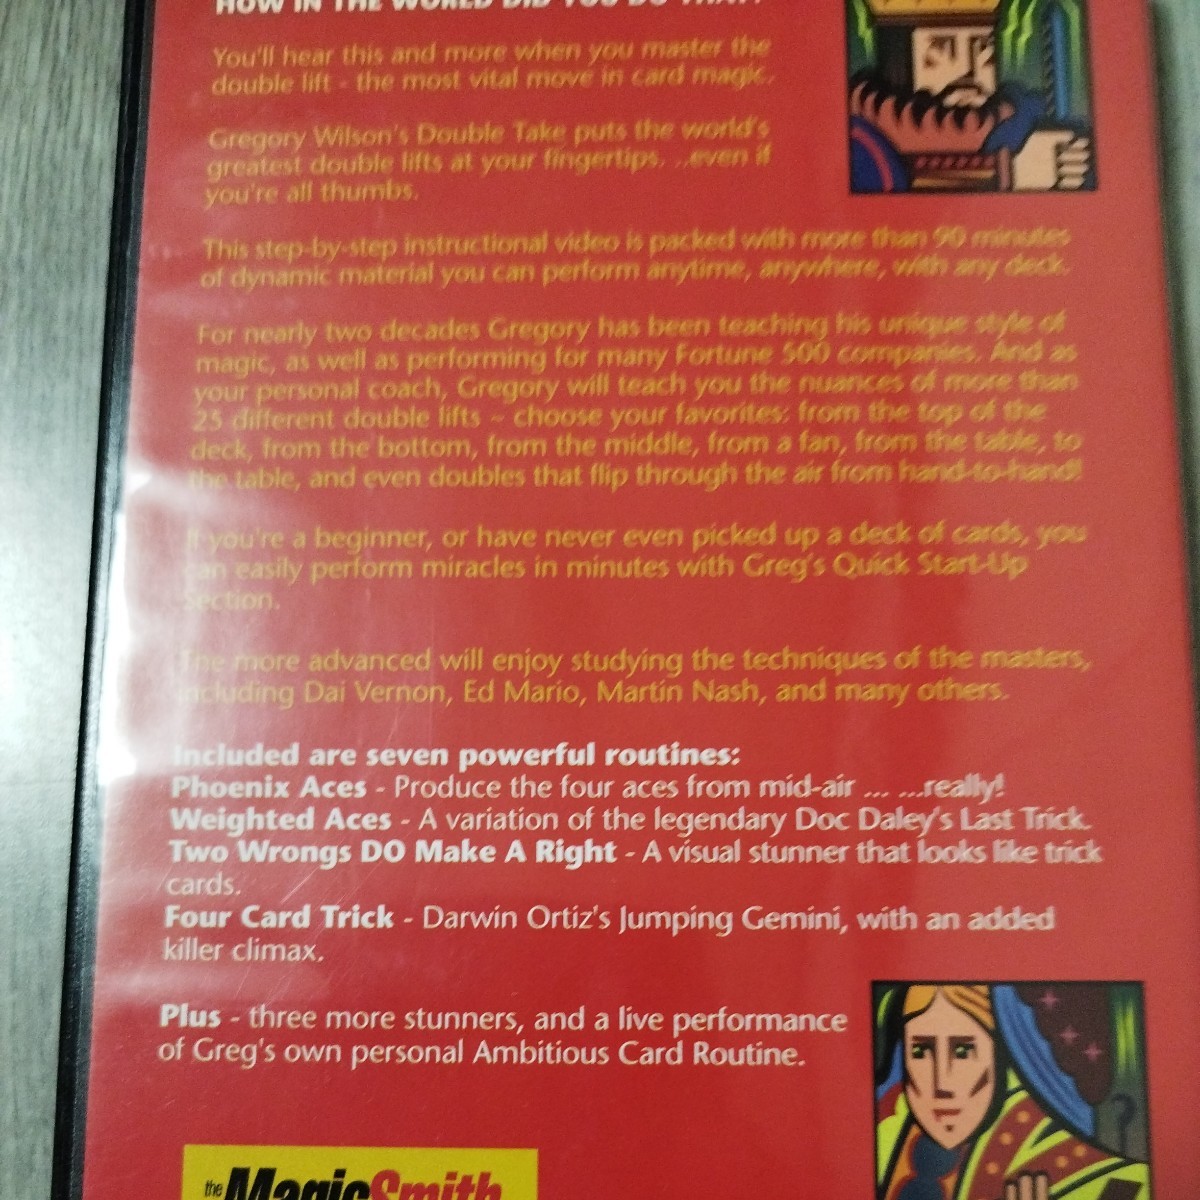 HOW IN THE WORLD DID YOU DO THAT?
You'll hear this and more when you master the
double lift - the most vital move in card magic.
Gregory Wilson's Double Take puts the world's
greatest double lifts at your fingertips. ..even if
you're all thumbs.
This step-by-step instructional video is packed with more than 90 minutes
of dynamic material you can perform anytime, anywhere, with any deck.
For nearly two decades Gregory has been teaching his unique style of
magic, as well as performing for many Fortune 500 companies. And as
your personal coach, Gregory will teach you the nuances of more than
25 different double lifts - choose your favorites: from the top of the
deck, from the bottom, from the middle, from a fan, from the table, to
the table, and even doubles that flip through the air from hand-to-hand!
If you're a beginner, or have never even picked up a deck of cards, you
can easily perform miracles in minutes with Greg's Quick Start-Up
Section.
The more advanced will enjoy studying the techniques of the masters,
including Dai Vernon, Ed Mario, Martin Nash, and many others.
Included are seven powerful routines:
Phoenix Aces - Produce the four aces from mid-air ... ...really!
Weighted Aces - A variation of the legendary Doc Daley's Last Trick.
Two Wrongs DO Make A Right - A visual stunner that looks like trick
cards.
Four Card Trick - Darwin Ortiz's Jumping Gemini, with an added
killer climax.
Plus - three more stunners, and a live performance
of Greg's own personal Ambitious Card Routine.
?
the MagicSmith